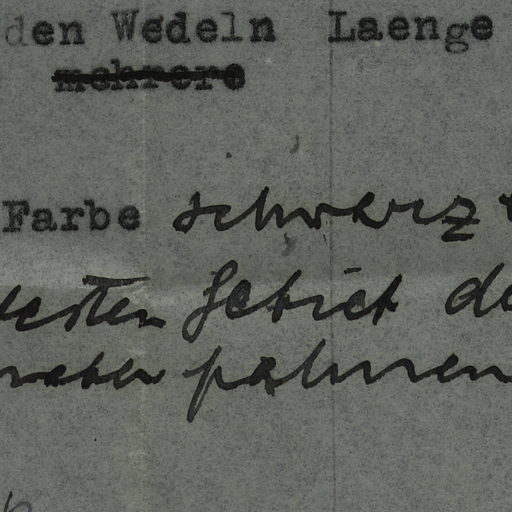 den Wedeln Laenge
mehrere
Farbe schwarz
Gebiet
palmen